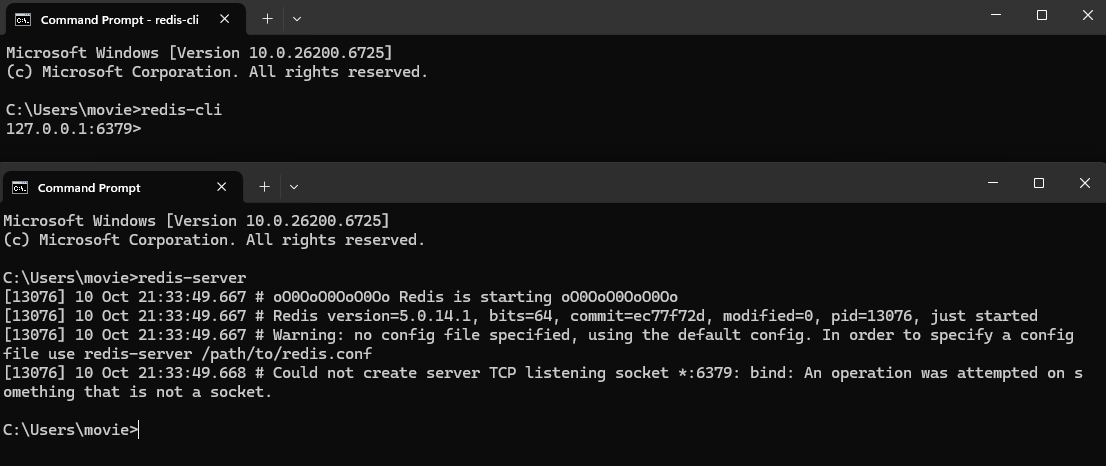 Command Prompt - redis-cli
Microsoft Windows [Version 10.0.26200.6725]
(c) Microsoft Corporation. All rights reserved.
C:\Users\movie>redis-cli
127.0.0.1:6379>
Command Prompt
Microsoft Windows [Version 10.0.26200.6725]
(c) Microsoft Corporation. All rights reserved.
C:\Users\movie>redis-server
[13076] 10 Oct 21:33:49.667 # oO0OoO0OoO0Oo Redis is starting oO0OoO0OoO0Oo
[13076] 10 Oct 21:33:49.667 # Redis version=5.0.14.1, bits=64, commit=ec77f72d, modified=0, pid=13076, just started
[13076] 10 Oct 21:33:49.667 # Warning: no config file specified, using the default config. In order to specify a config
file use redis-server /path/to/redis.conf
[13076] 10 Oct 21:33:49.668 # Could not create server TCP listening socket *:6379: bind: An operation was attempted on s
omething that is not a socket.
C:\Users\movie>